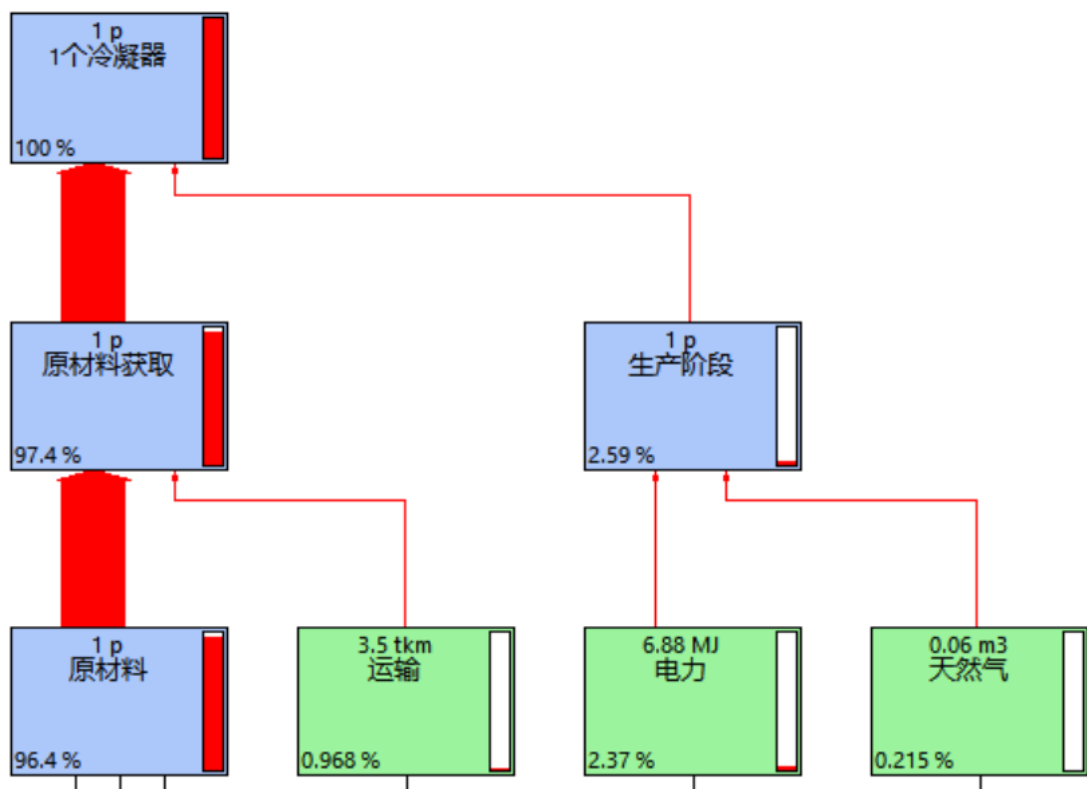 1 p
1个冷凝器
100 %
1 p
原材料获取
97.4 %
1 p
生产阶段
2.59 %
1 p
原材料
96.4 %
3.5 tkm
运输
0.968 %
6.88 MJ
电力
2.37 %
0.06 m3
天然气
0.215 %